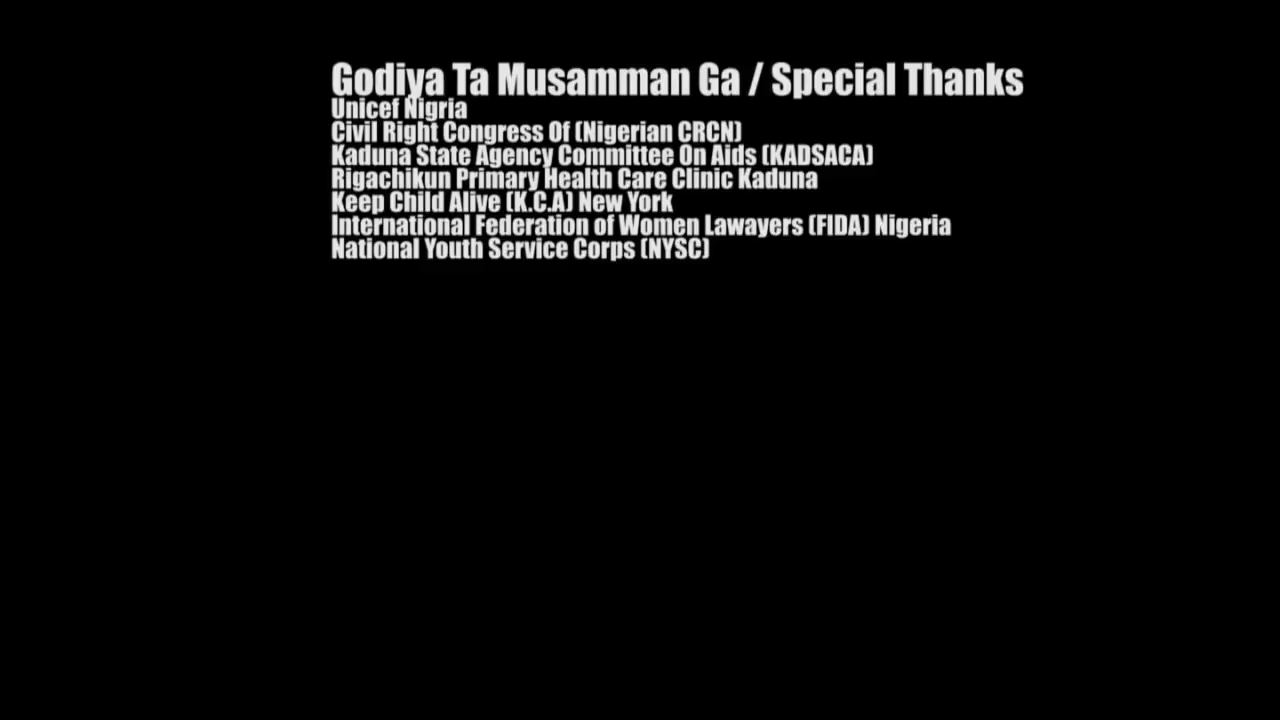 Godiya Ta Musamman Ga / Special Thanks
Unicef Nigria
Civil Right Congress Of (Nigerian CRCN)
Kaduna State Agency Committee On Aids (KADSACA)
Rigachikun Primary Health Care Clinic Kaduna
Keep Child Alive (K.C.A) New York
International Federation of Women Lawayers (FIDA) Nigeria
National Youth Service Corps (NYSC)